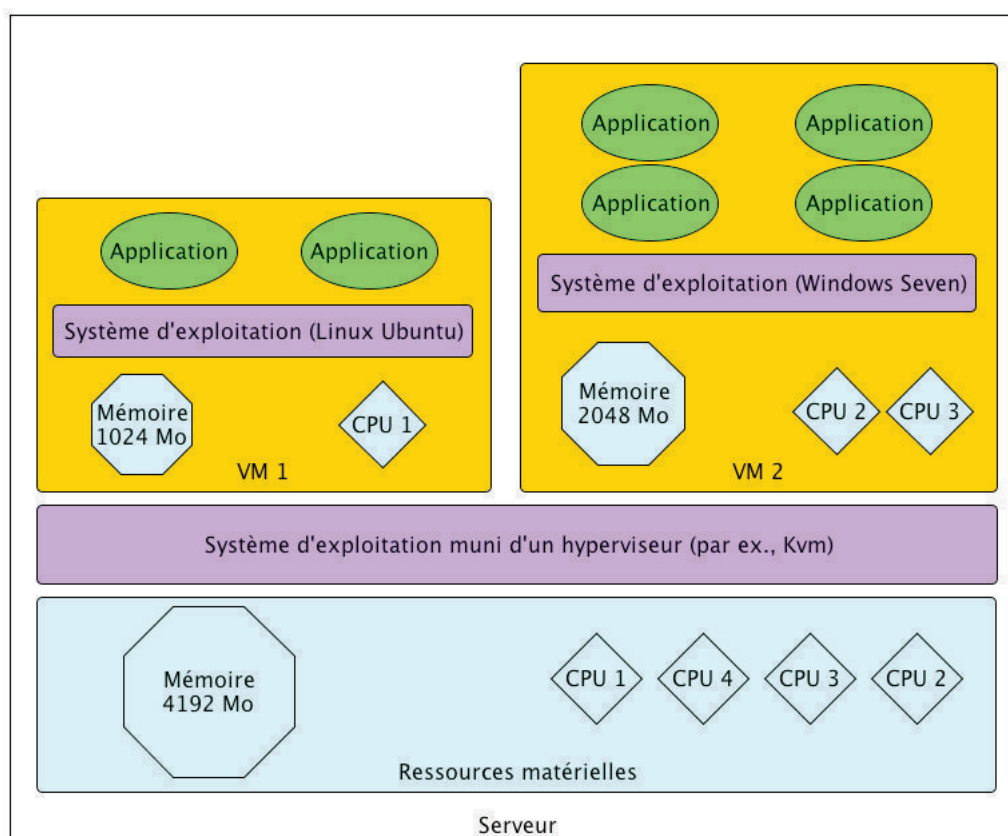 Application
Application
Application
Application
Système d'exploitation (Windows Seven)
Mémoire
2048 Mo
CPU 2
CPU 3
VM 2
Application
Application
Système d'exploitation (Linux Ubuntu)
Mémoire
1024 Mo
CPU 1
VM 1
Système d'exploitation muni d'un hyperviseur (par ex., Kvm)
Mémoire
4192 Mo
CPU 1
CPU 4
CPU 3
CPU 2
Ressources matérielles
Serveur